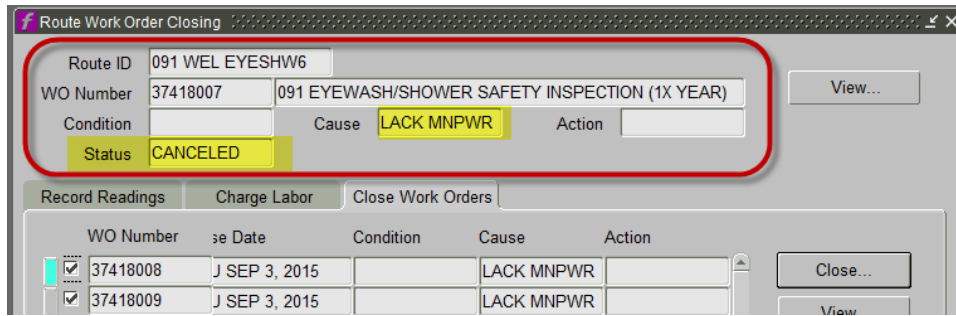 Route Work Order Closing
Route ID 091 WEL EYESHW6
WO Number 37418007 091 EYEWASH/SHOWER SAFETY INSPECTION (1X YEAR) View...
Condition Cause LACK MNPWR Action
Status CANCELED
Record Readings Charge Labor Close Work Orders
WO Number se Date Condition Cause Action
37418008 J SEP 3, 2015 LACK MNPWR Close...
37418009 J SEP 3, 2015 LACK MNPWR View